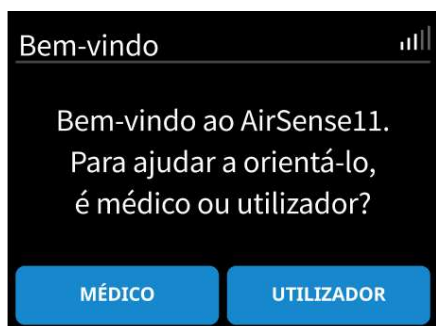 Bem-vindo
Bem-vindo ao AirSense11.
Para ajudar a orientá-lo,
é médico ou utilizador?
MÉDICO
UTILIZADOR